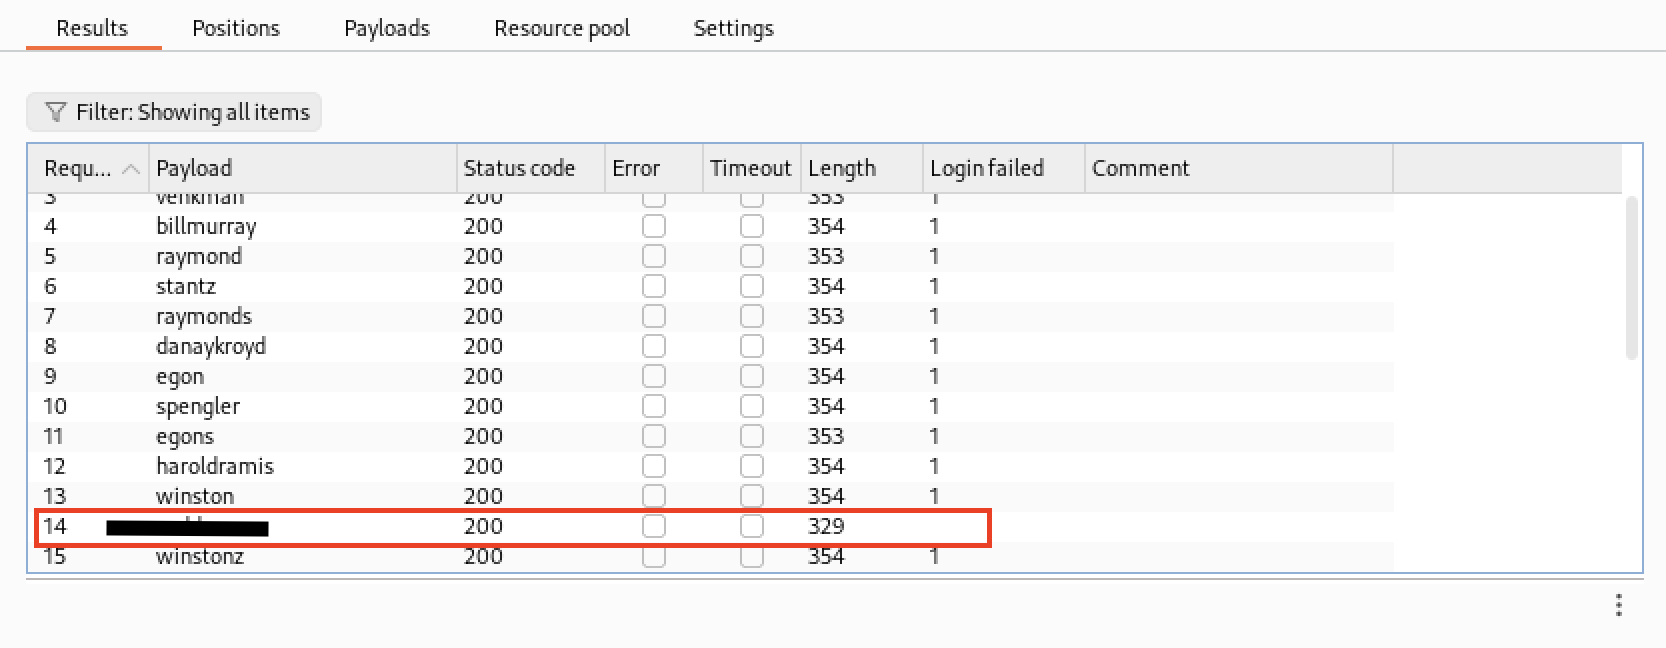 Results Positions Payloads Resource pool Settings
Filter: Showing all items
Requ... Payload Status code Error Timeout Length Login failed Comment
3 venkman 200 353 1
4 billmurray 200 354 1
5 raymond 200 353 1
6 stantz 200 354 1
7 raymonds 200 353 1
8 danaykroyd 200 354 1
9 egon 200 354 1
10 spengler 200 354 1
11 egons 200 353 1
12 haroldramis 200 354 1
13 winston 200 354 1
14 200 329
15 winstonz 200 354 1